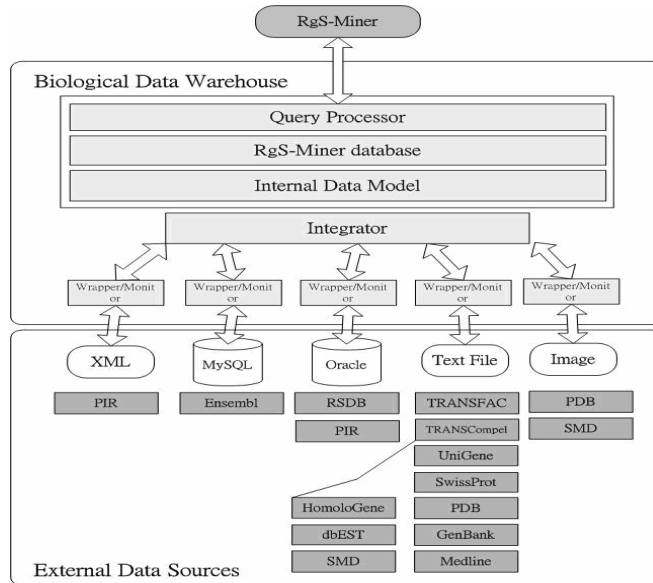 RgS-Miner
Biological Data Warehouse
Query Processor
RgS-Miner database
Internal Data Model
Integrator
Wrapper/Monit
or
Wrapper/Monit
or
Wrapper/Monit
or
Wrapper/Monit
or
Wrapper/Monit
or
XML
MySQL
Oracle
Text File
Image
PIR
Ensembl
RSDB
TRANSFAC
PDB
PIR
TRANSCompel
SMD
UniGene
SwissProt
HomoloGene
PDB
dbEST
GenBank
SMD
Medline
External Data Sources